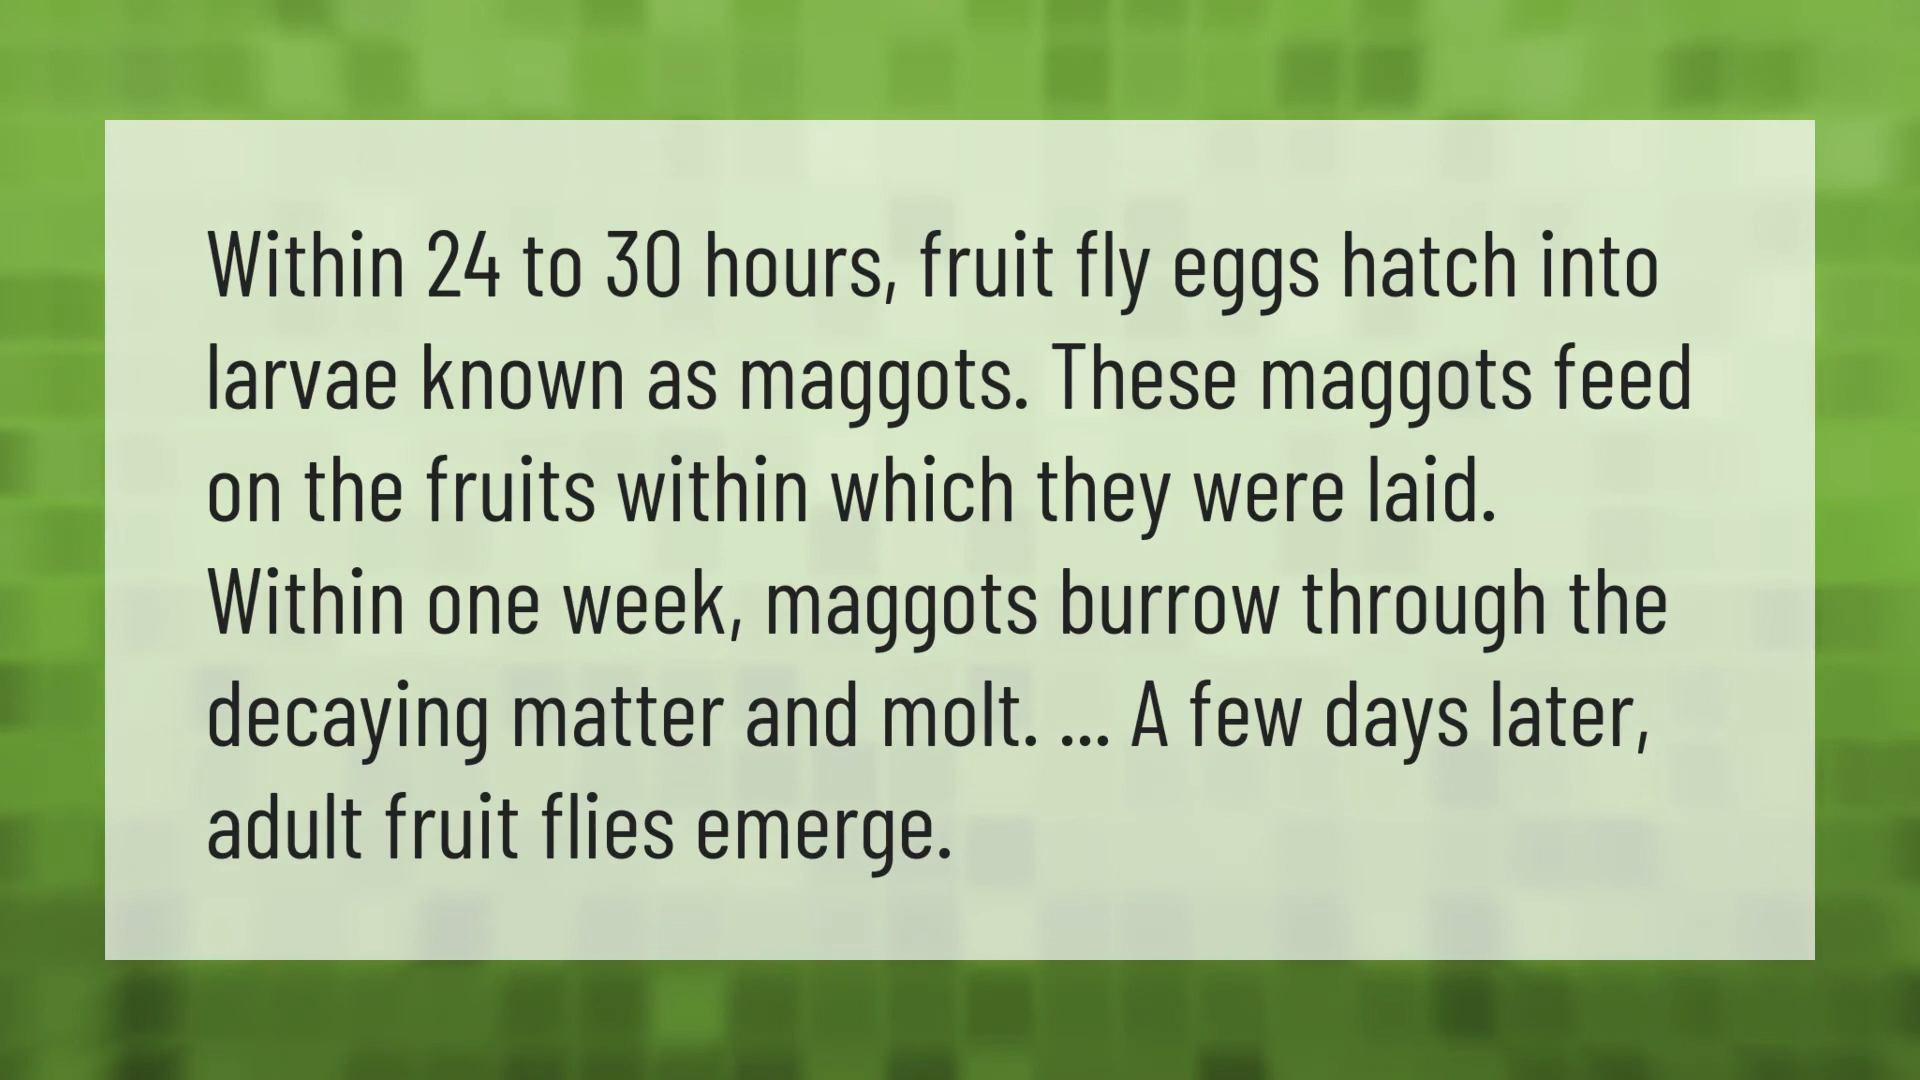 Within 24 to 30 hours, fruit fly eggs hatch into
larvae known as maggots. These maggots feed
on the fruits within which they were laid.
Within one week, maggots burrow through the
decaying matter and molt. ... A few days later,
adult fruit flies emerge.